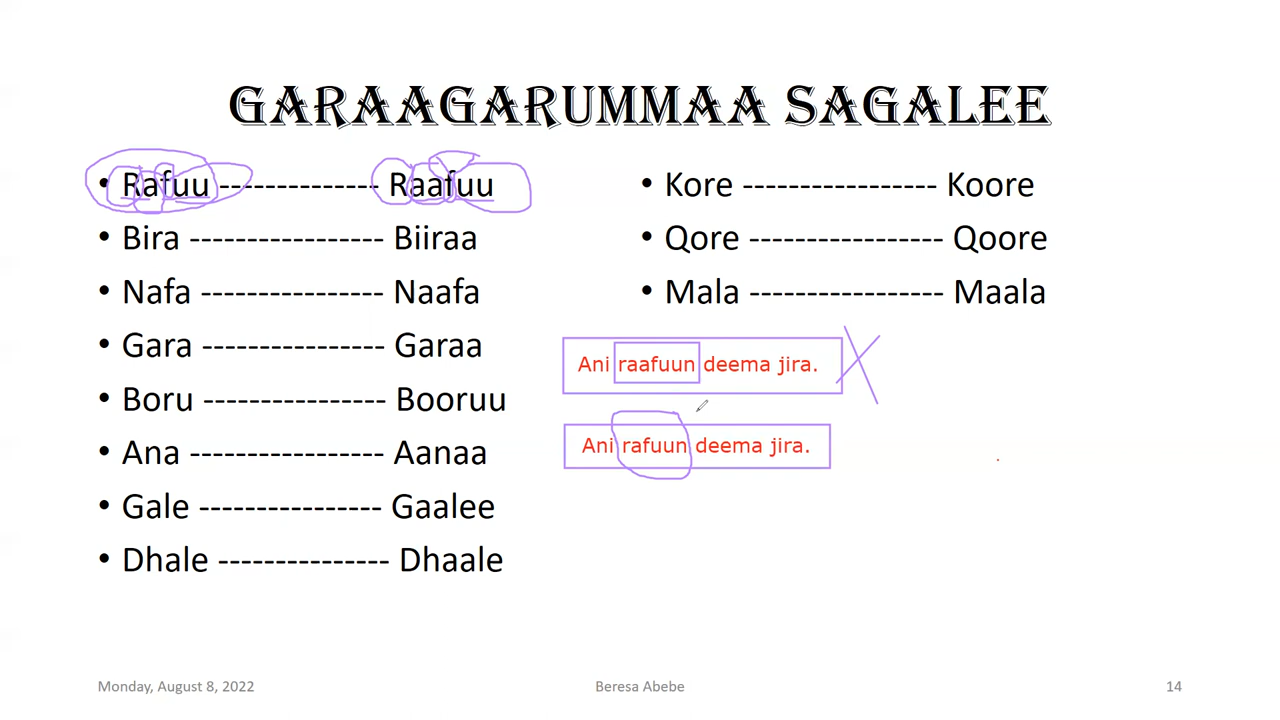 GARAAGARUMMAA SAGALEE
• Rafuu -------------- Raafuu
• Bira ----------------- Biiraa
• Nafa ---------------- Naafa
• Gara ---------------- Garaa
• Boru ----------------- Booruu
• Ana ----------------- Aanaa
• Gale ---------------- Gaalee
• Dhale --------------- Dhaale
• Kore ----------------- Koore
• Qore ----------------- Qoore
• Mala ----------------- Maala
Ani raafuun deema jira.
Ani rafuun deema jira.
Monday, August 8, 2022
Beresa Abebe
14